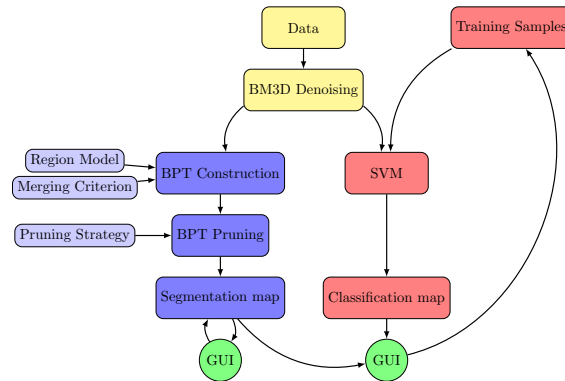 Data
Training Samples
BM3D Denoising
Region Model
Merging Criterion
BPT Construction
SVM
Pruning Strategy
BPT Pruning
Segmentation map
Classification map
GUI
GUI